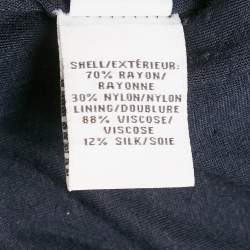 SHELL/EXTÉRIEUR:
70% RAYON/
RAYONNE
30% NYLON/NYLON
LINING/DOUBLURE
88% VISCOSE/
VISCOSE
12% SILK/SOIE